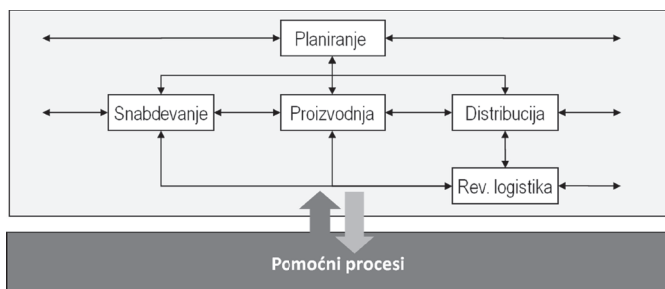 Planiranje
Snabdevanje
Proizvodnja
Distribucija
Rev. logistika
Pomoćni procesi